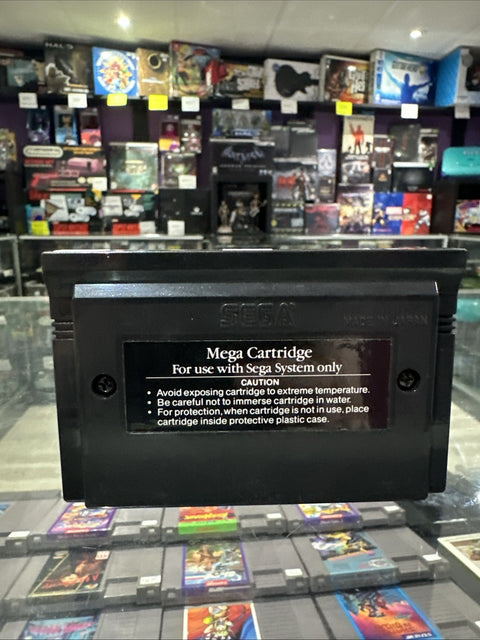 HALO
SEGA
MADE IN JAPAN
Mega Cartridge
For use with Sega System only
CAUTION
• Avoid exposing cartridge to extreme temperature.
• Be careful not to immerse cartridge in water.
• For protection, when cartridge is not in use, place
cartridge inside protective plastic case.